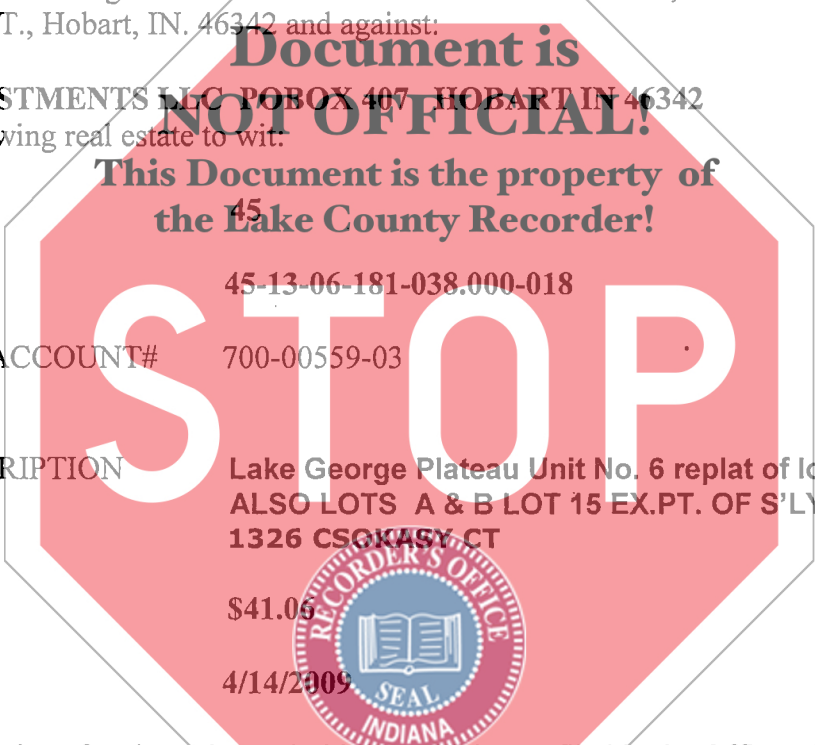 T., Hobart, IN. 46342 and against:
Document is
STMENTS LLC POBOX 407 HOBART IN 46342
NOT OFFICIAL!
wing real estate to wit:
This Document is the property of
45
the Lake County Recorder!
45-13-06-181-038.000-018
STOP
ACCOUNT# 700-00559-03
RIPTION Lake George Plateau Unit No. 6 replat of lo
ALSO LOTS A & B LOT 15 EX.PT. OF S'LY
1326 CSOKASY CT
RECORDER'S OFFICE
$41.06
4/14/2009
SEAL
INDIANA